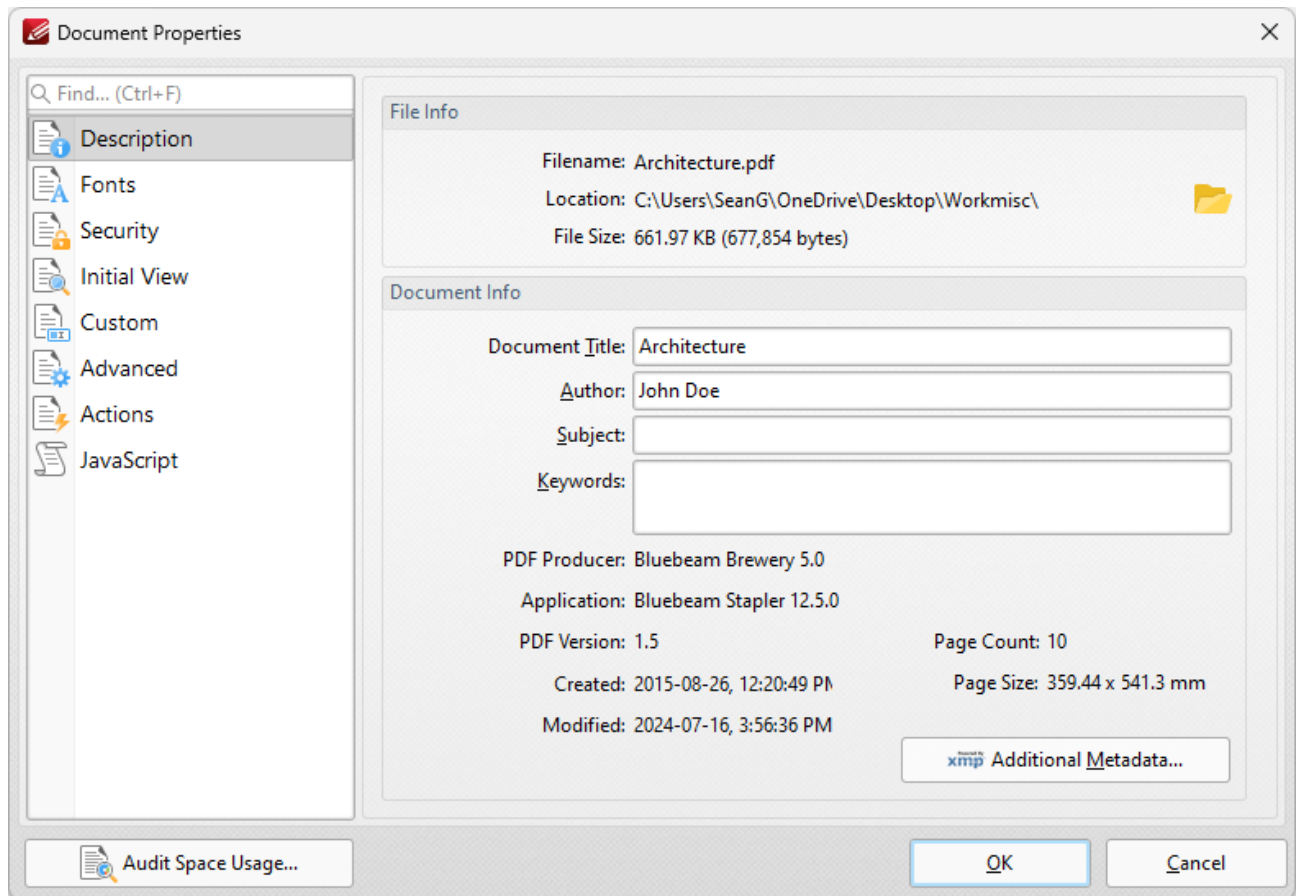 Document Properties
Find... (Ctrl+F)
Description
Fonts
Security
Initial View
Custom
Advanced
Actions
JavaScript
File Info
Filename: Architecture.pdf
Location: C:\Users\SeanG\OneDrive\Desktop\Workmisc\
File Size: 661.97 KB (677,854 bytes)
Document Info
Document Title: Architecture
Author: John Doe
Subject:
Keywords:
PDF Producer: Bluebeam Brewery 5.0
Application: Bluebeam Stapler 12.5.0
PDF Version: 1.5 Page Count: 10
Created: 2015-08-26, 12:20:49 PM Page Size: 359.44 x 541.3 mm
Modified: 2024-07-16, 3:56:36 PM
xmp Additional Metadata...
Audit Space Usage... OK Cancel